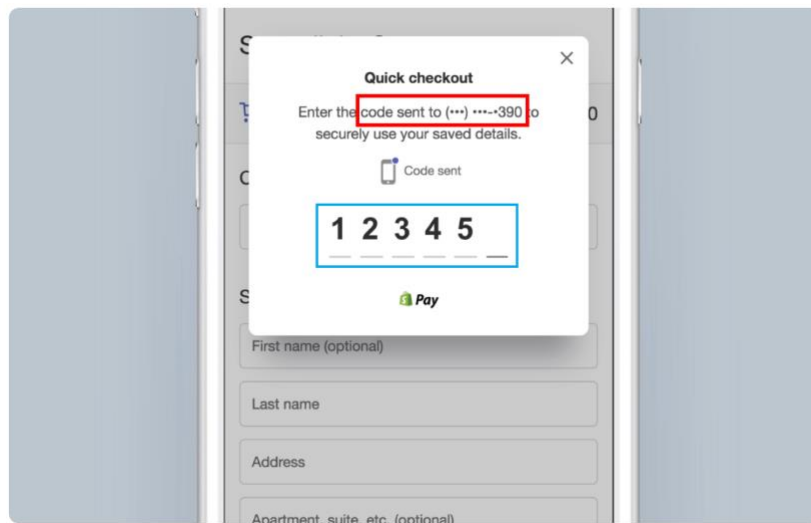 Quick checkout
Enter the code sent to (•••) •••-•390 to
securely use your saved details.
Code sent
1 2 3 4 5
Pay
0
First name (optional)
Last name
Address
Apartment, suite, etc. (optional)